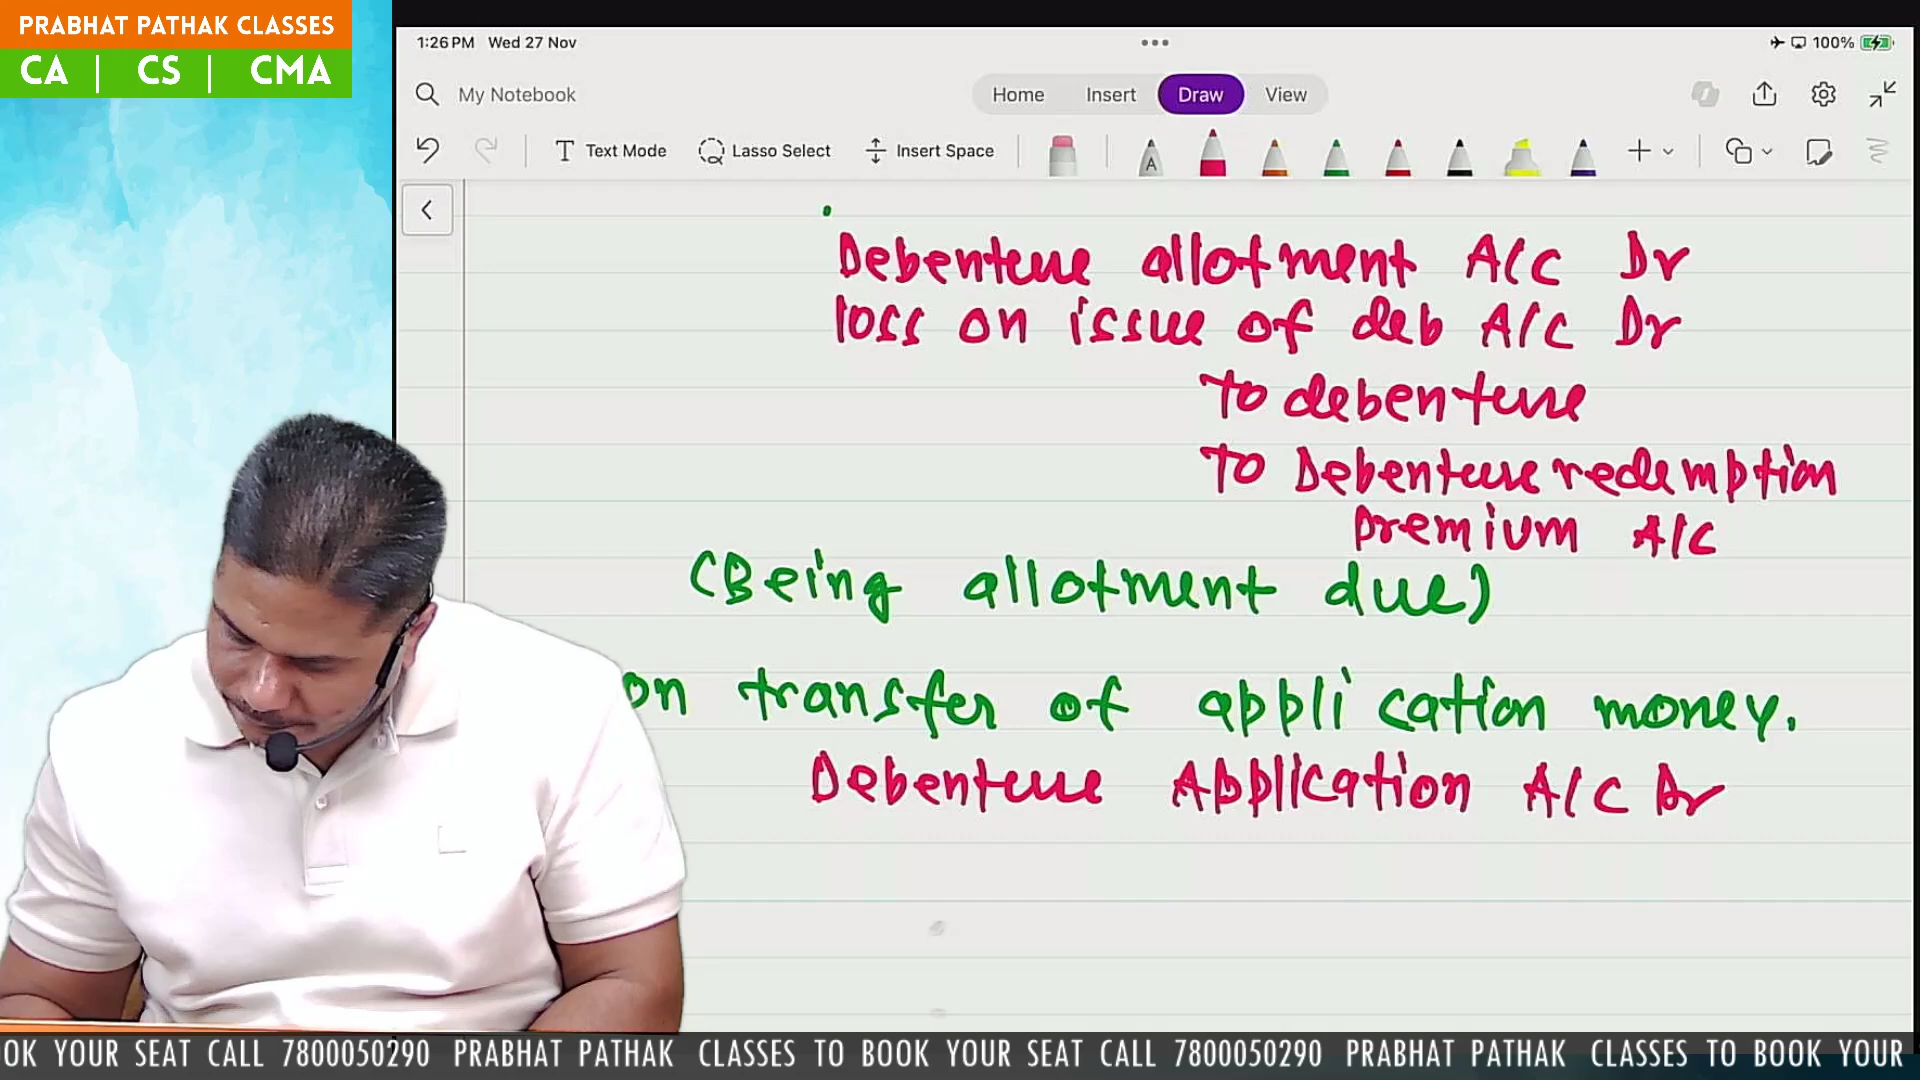 PRABHAT PATHAK CLASSES
CA | CS | CMA
1:26 PM Wed 27 Nov
100%
My Notebook
Home Insert Draw View
Text Mode Lasso Select Insert Space
A
Debenture allotment A/C Dr
loss on issue of deb A/C Dr
To debenture
To Debenture redemption
premium A/C
(Being allotment due)
on transfer of application money.
Debenture Application A/C Dr
OK YOUR SEAT CALL 7800050290 PRABHAT PATHAK CLASSES TO BOOK YOUR SEAT CALL 7800050290 PRABHAT PATHAK CLASSES TO BOOK YOUR